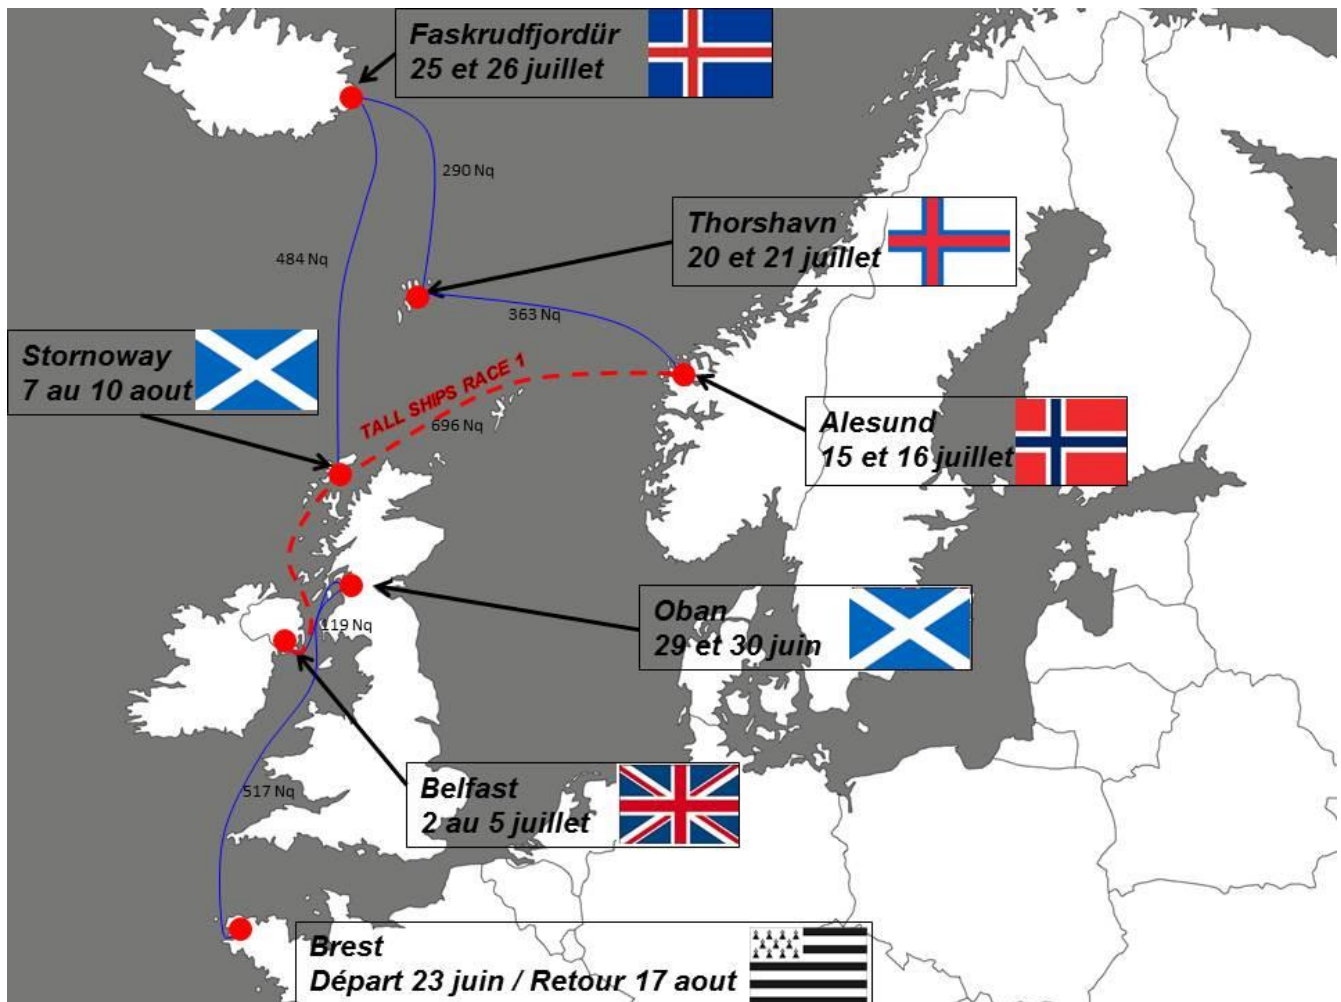 Faskrudfjordür
25 et 26 juillet
290 Nq
Thorshavn
20 et 21 juillet
484 Nq
363 Nq
Stornoway
7 au 10 aout
TALL SHIPS RACE 1
696 Nq
Alesund
15 et 16 juillet
Oban
29 et 30 juin
119 Nq
Belfast
2 au 5 juillet
517 Nq
Brest
Départ 23 juin / Retour 17 aout